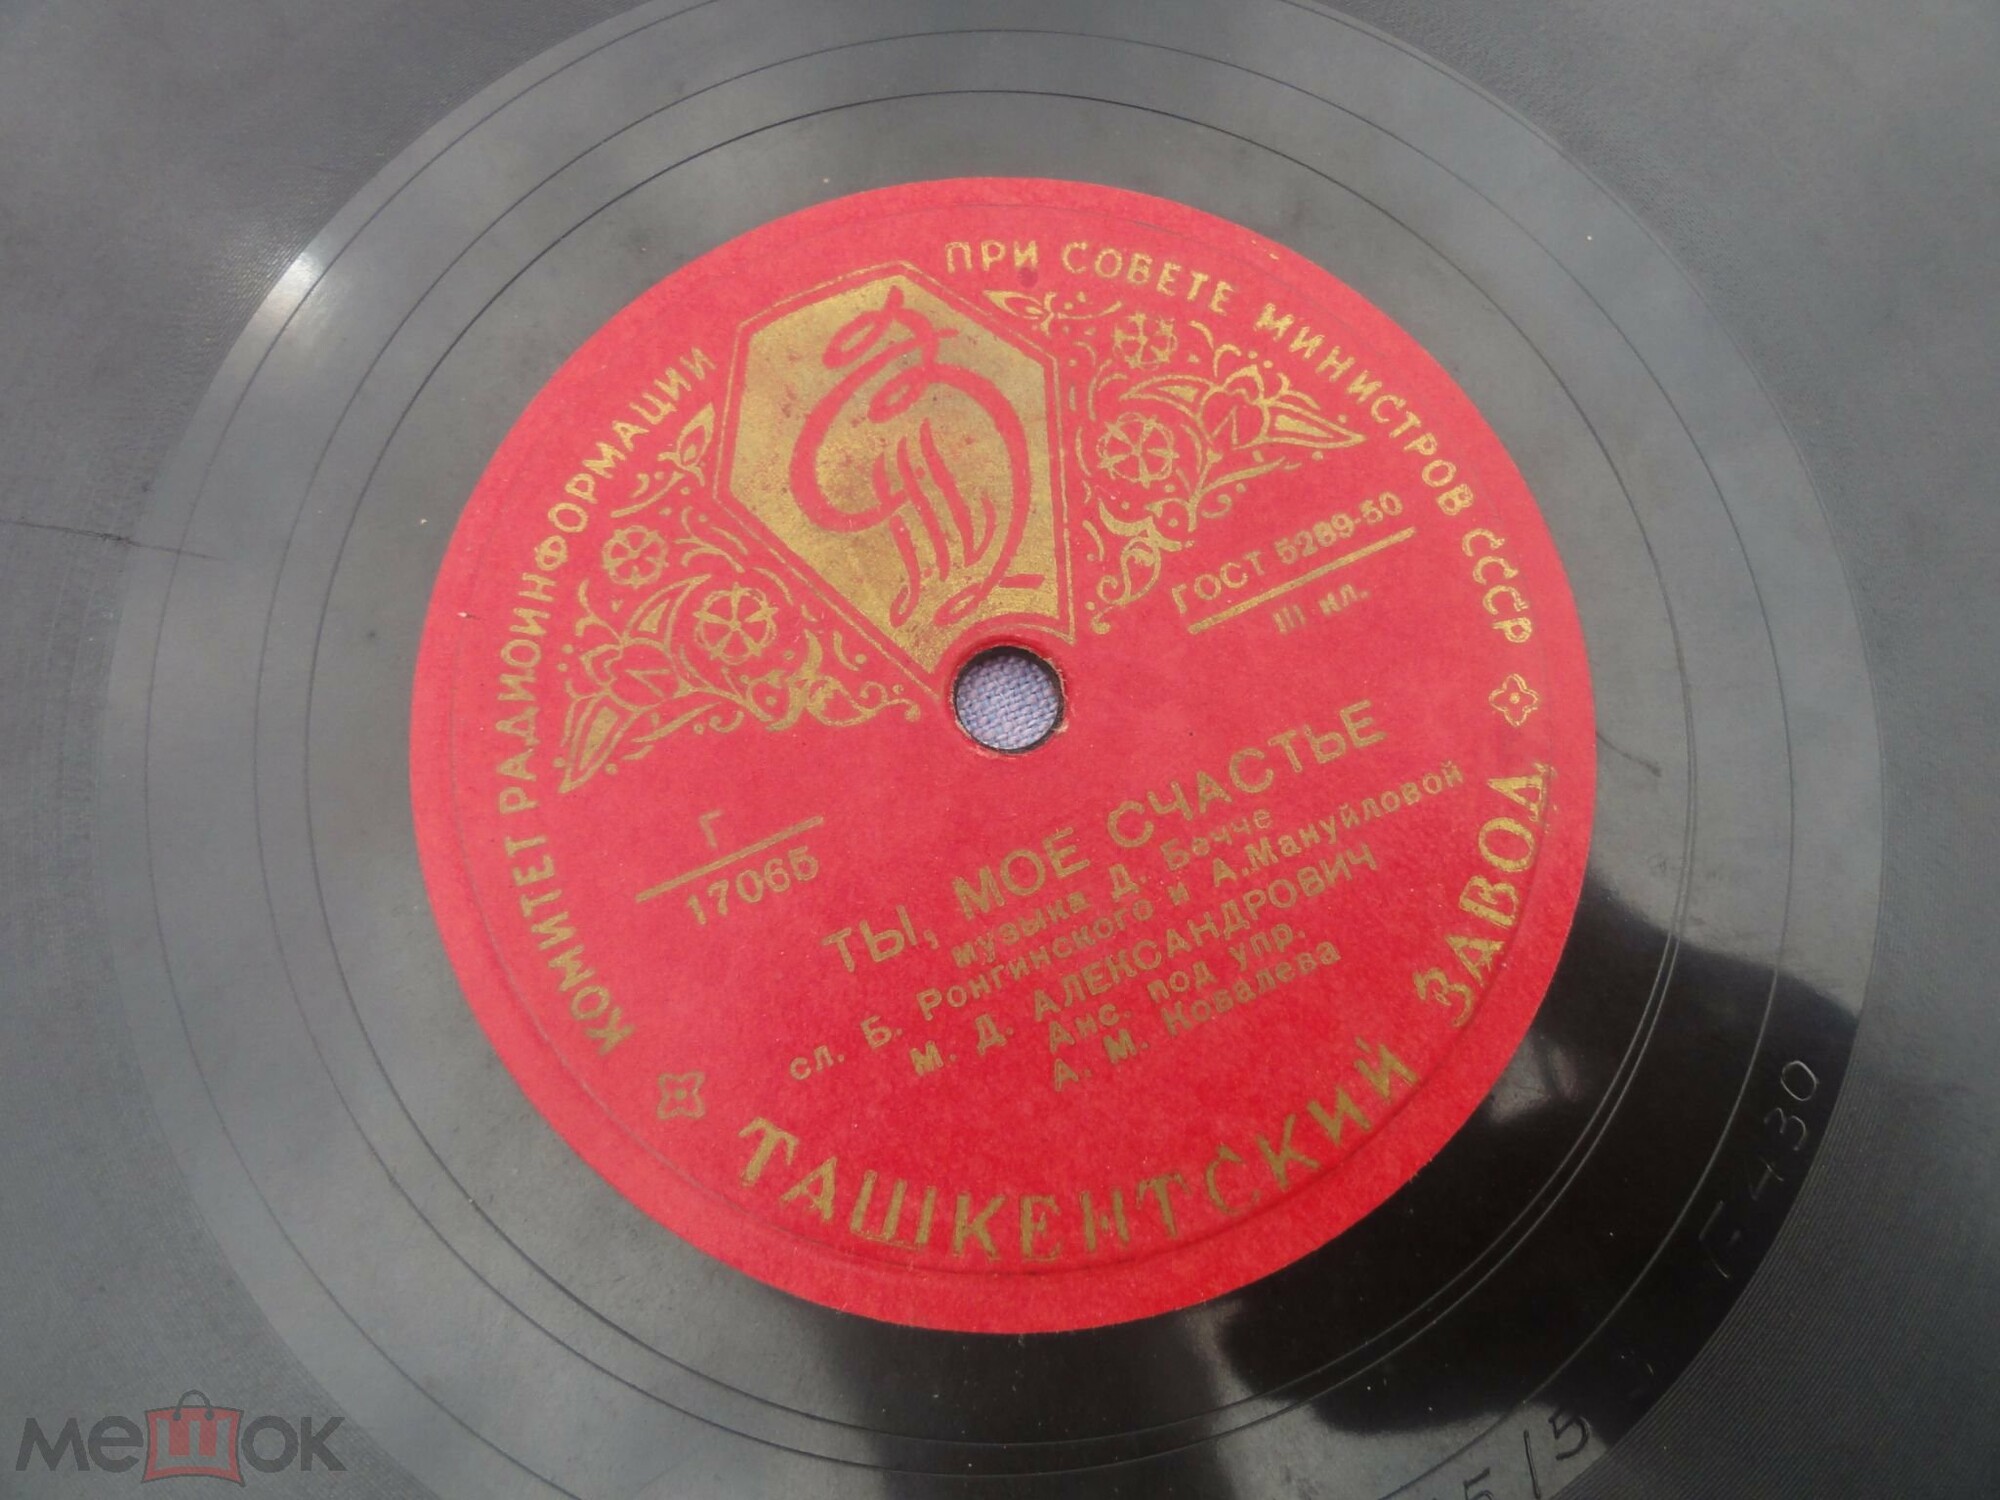 КОМИТЕТ РАДИОИНФОРМАЦИИ ПРИ СОВЕТЕ МИНИСТРОВ СССР
ГОСТ 5289-50
III кл.
Г
17065
ТЫ, МОЕ СЧАСТЬЕ
музыка Д. Бечче
сл. Б. Ронгинского и А.Мануйловой
М. Д. АЛЕКСАНДРОВИЧ
Анс. под упр.
А. М. Ковалева
ТАШКЕНТСКИЙ ЗАВОД
430
мешок